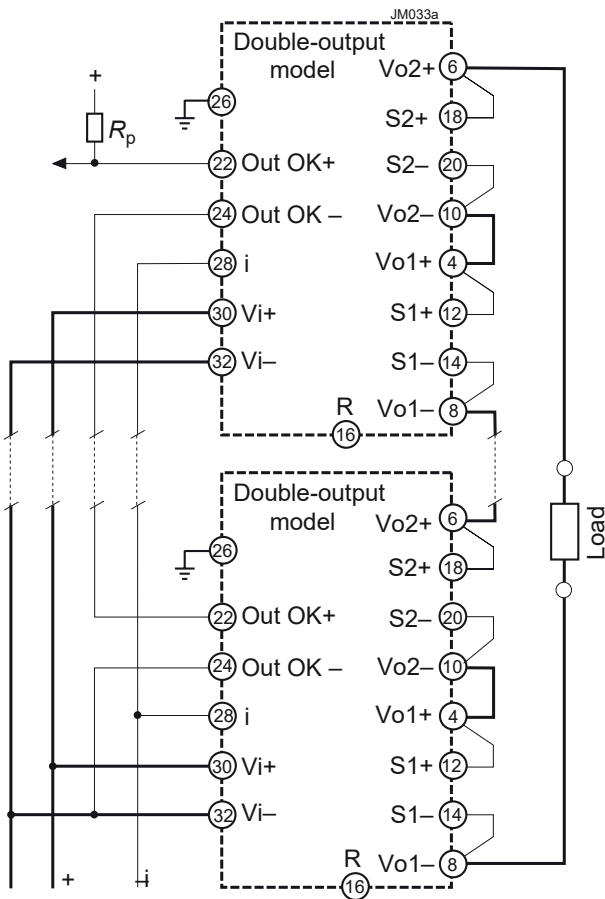 JM033a
Double-output
model
Vo2+ 6
26
S2+ 18
+
Rp
22 Out OK+
S2– 20
24 Out OK –
Vo2– 10
28 i
Vo1+ 4
30 Vi+
S1+ 12
32 Vi–
S1– 14
R
16
Vo1– 8
Double-output
model
Vo2+ 6
26
S2+ 18
Load
22 Out OK+
S2– 20
24 Out OK –
Vo2– 10
28 i
Vo1+ 4
30 Vi+
S1+ 12
32 Vi–
S1– 14
R
16
Vo1– 8
+
–i